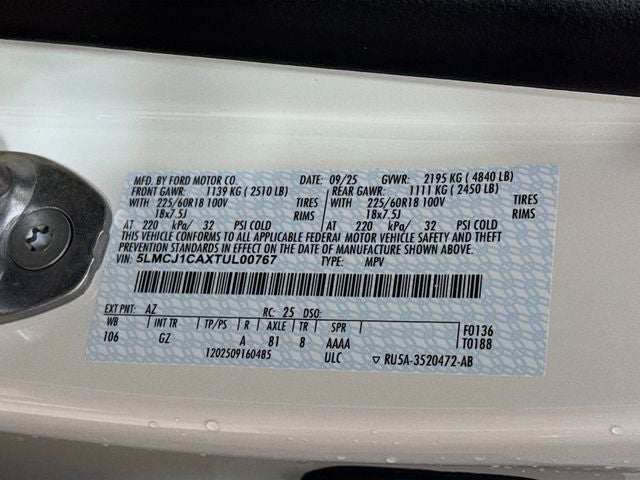 MFD. BY FORD MOTOR CO. DATE: 09/25 GVWR: 2195 KG ( 4840 LB)
FRONT GAWR: 1139 KG ( 2510 LB) REAR GAWR: 1111 KG ( 2450 LB)
WITH 225/60R18 100V TIRES WITH 225/60R18 100V TIRES
18x7.5J RIMS 18x7.5J RIMS
AT 220 kPa/ 32 PSI COLD AT 220 kPa/ 32 PSI COLD
THIS VEHICLE CONFORMS TO ALL APPLICABLE FEDERAL MOTOR VEHICLE SAFETY AND THEFT
PREVENTION STANDARDS IN EFFECT ON THE DATE OF MANUFACTURE SHOWN ABOVE.
VIN: 5LMCJ1CAXTUL00767 TYPE: MPV
EXT PNT: AZ RC: 25 DSO:
WB INT TR TP/PS R AXLE TR SPR F0136
106 GZ A 81 8 AAAA T0188
1202509160485 ULC ▽ RU5A-3520472-AB